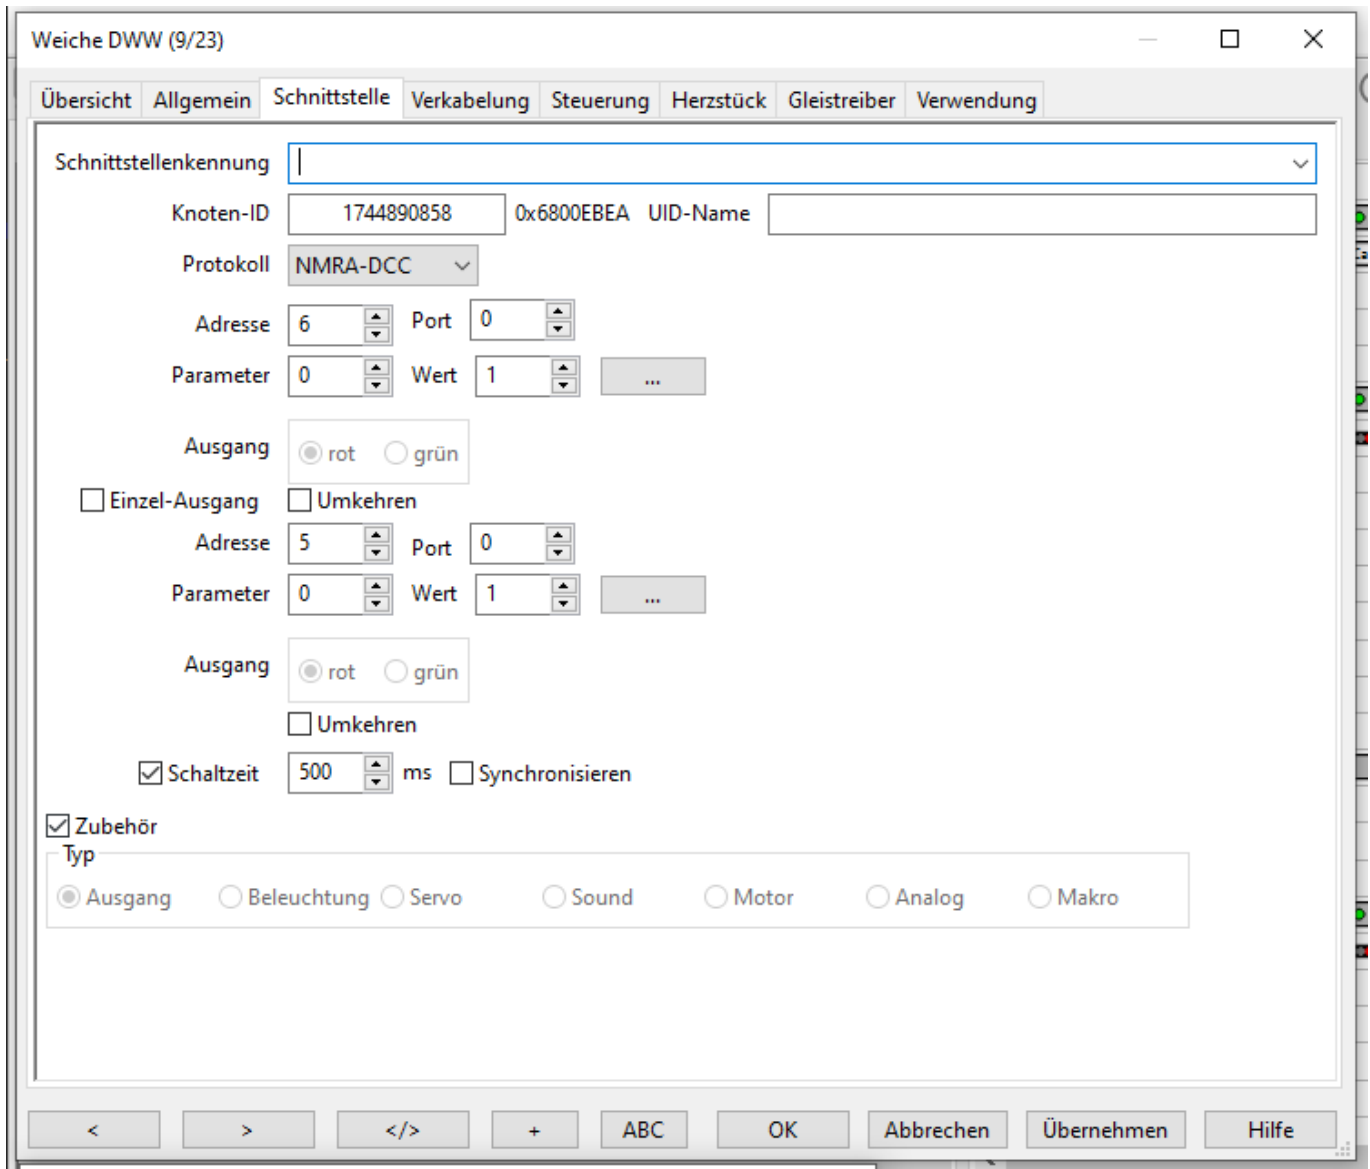 Weiche DWW (9/23)
Übersicht Allgemein Schnittstelle Verkabelung Steuerung Herzstück Gleistreiber Verwendung
Schnittstellenkennung
Knoten-ID 1744890858 0x6800EBEA UID-Name
Protokoll NMRA-DCC
Adresse 6 Port 0
Parameter 0 Wert 1 ...
Ausgang rot grün
Einzel-Ausgang Umkehren
Adresse 5 Port 0
Parameter 0 Wert 1 ...
Ausgang rot grün
Umkehren
Schaltzeit 500 ms Synchronisieren
Zubehör
Typ
Ausgang Beleuchtung Servo Sound Motor Analog Makro
< > </> + ABC OK Abbrechen Übernehmen Hilfe